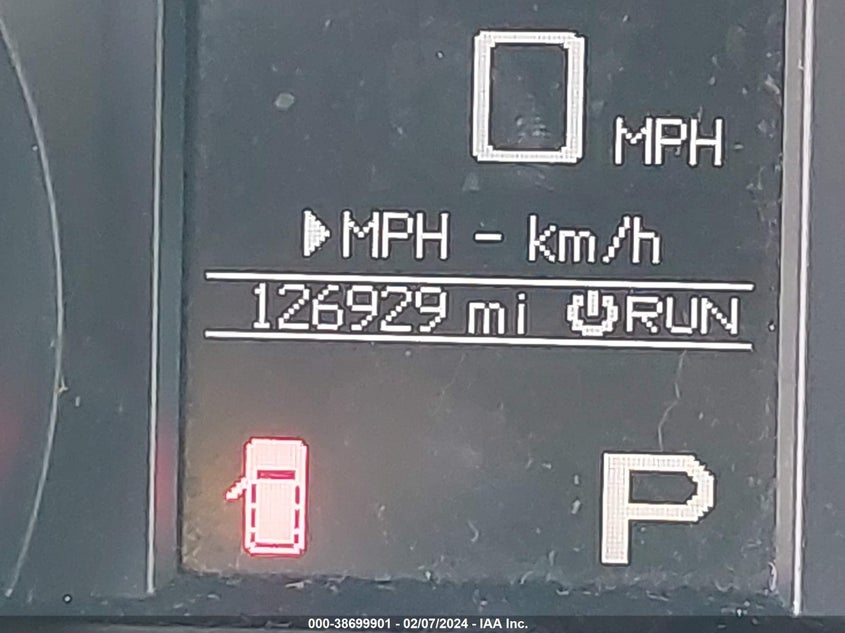 0 MPH
MPH - km/h
126929 mi RUN
P
000-38699901 - 02/07/2024 - IAA Inc.